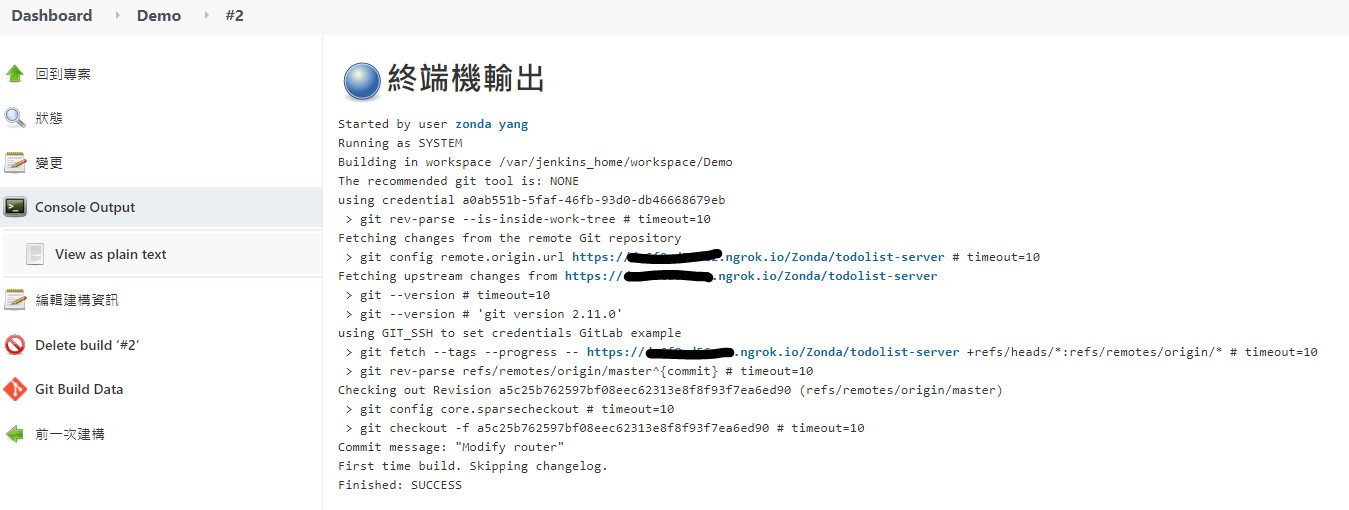 Dashboard Demo #2
回到專案
狀態
變更
Console Output
View as plain text
編輯建構資訊
Delete build ‘#2’
Git Build Data
前一次建構
終端機輸出
Started by user zonda yang
Running as SYSTEM
Building in workspace /var/jenkins_home/workspace/Demo
The recommended git tool is: NONE
using credential a0ab551b-5faf-46fb-93d0-db46668679eb
> git rev-parse --is-inside-work-tree # timeout=10
Fetching changes from the remote Git repository
> git config remote.origin.url https:// .ngrok.io/Zonda/todolist-server # timeout=10
Fetching upstream changes from https:// .ngrok.io/Zonda/todolist-server
> git --version # timeout=10
> git --version # 'git version 2.11.0'
using GIT_SSH to set credentials GitLab example
> git fetch --tags --progress -- https:// .ngrok.io/Zonda/todolist-server +refs/heads/*:refs/remotes/origin/* # timeout=10
> git rev-parse refs/remotes/origin/master^{commit} # timeout=10
Checking out Revision a5c25b762597bf08eec62313e8f8f93f7ea6ed90 (refs/remotes/origin/master)
> git config core.sparsecheckout # timeout=10
> git checkout -f a5c25b762597bf08eec62313e8f8f93f7ea6ed90 # timeout=10
Commit message: "Modify router"
First time build. Skipping changelog.
Finished: SUCCESS